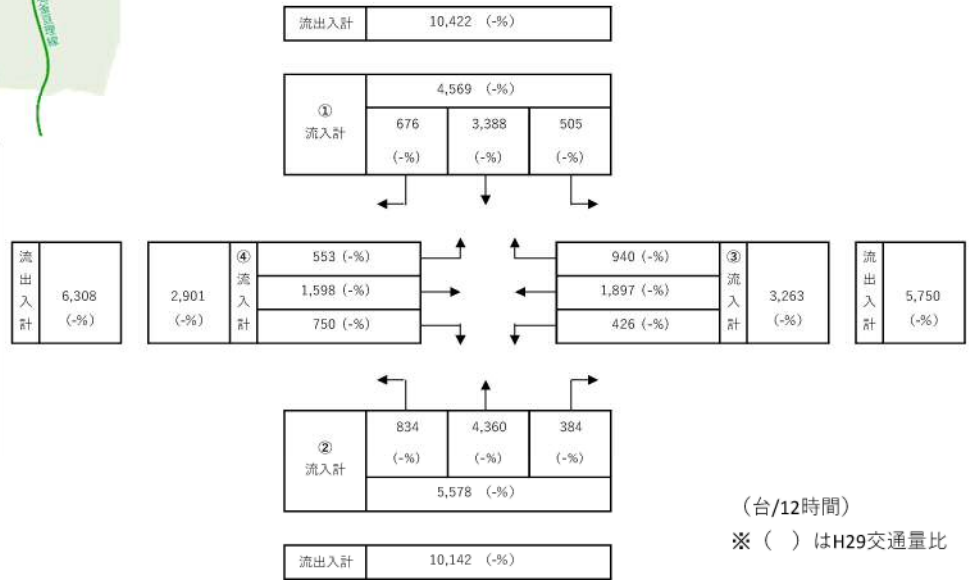 流出入計 10,422 (-%)
① 流入計
4,569 (-%)
676 3,388 505
(-%) (-%) (-%)
流出入計 6,308 (-%)
2,901 (-%)
④ 流入計
553 (-%)
1,598 (-%)
750 (-%)
940 (-%)
1,897 (-%)
426 (-%)
③ 流入計
3,263 (-%)
流出入計 5,750 (-%)
② 流入計
834 4,360 384
(-%) (-%) (-%)
5,578 (-%)
流出入計 10,142 (-%)
（台/12時間）
※（　）はH29交通量比